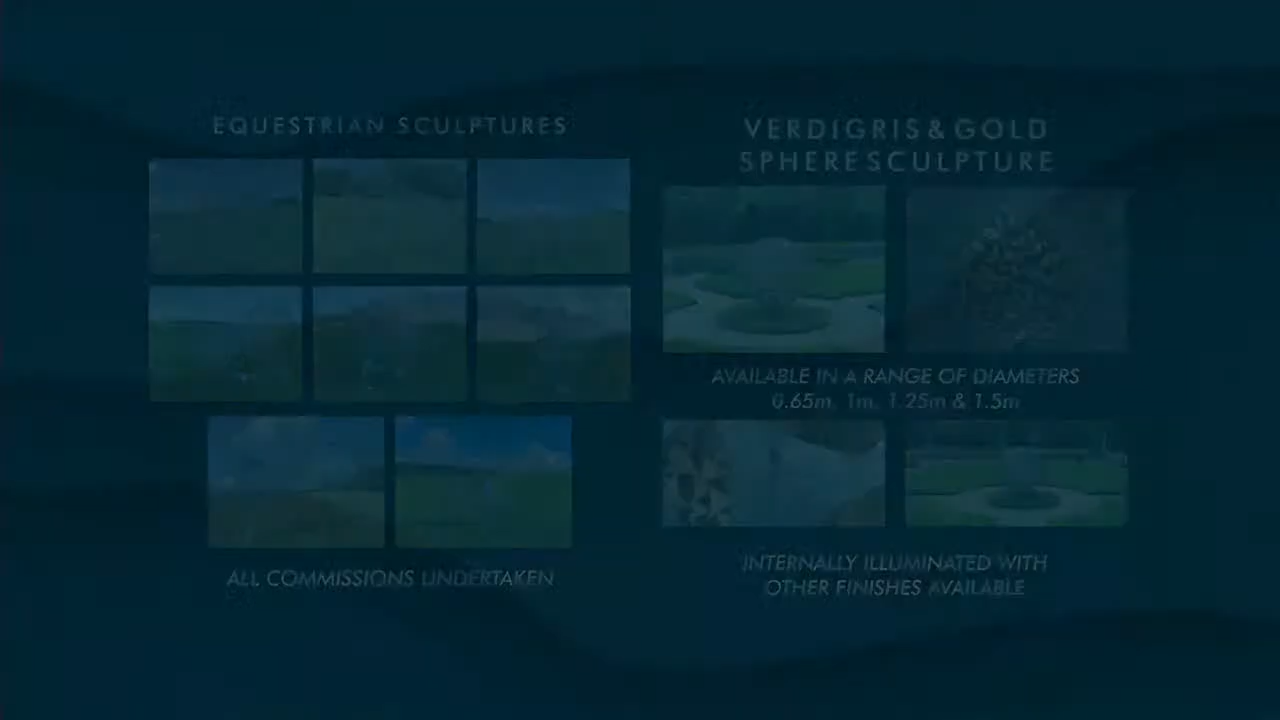 EQUESTRIAN SCULPTURES
ALL COMMISSIONS UNDERTAKEN
VERDIGRIS & GOLD
SPHERE SCULPTURE
AVAILABLE IN A RANGE OF DIAMETERS
0.65m, 1m, 1.25m & 1.5m
INTERNALLY ILLUMINATED WITH
OTHER FINISHES AVAILABLE